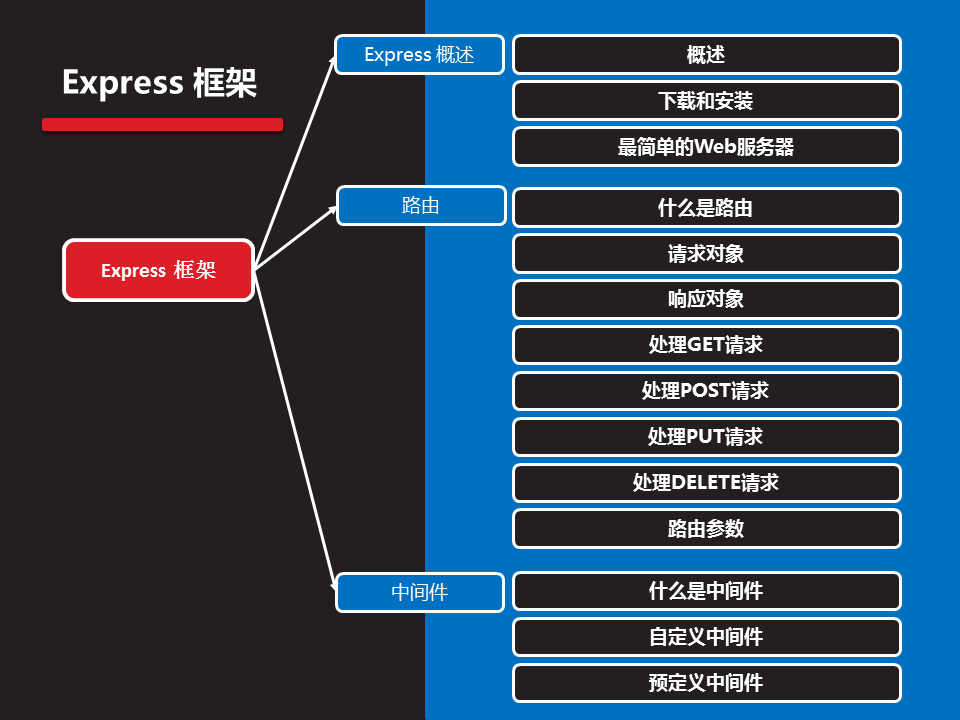 Express 框架
Express 框架
Express 概述
概述
下载和安装
最简单的Web服务器
路由
什么是路由
请求对象
响应对象
处理GET请求
处理POST请求
处理PUT请求
处理DELETE请求
路由参数
中间件
什么是中间件
自定义中间件
预定义中间件